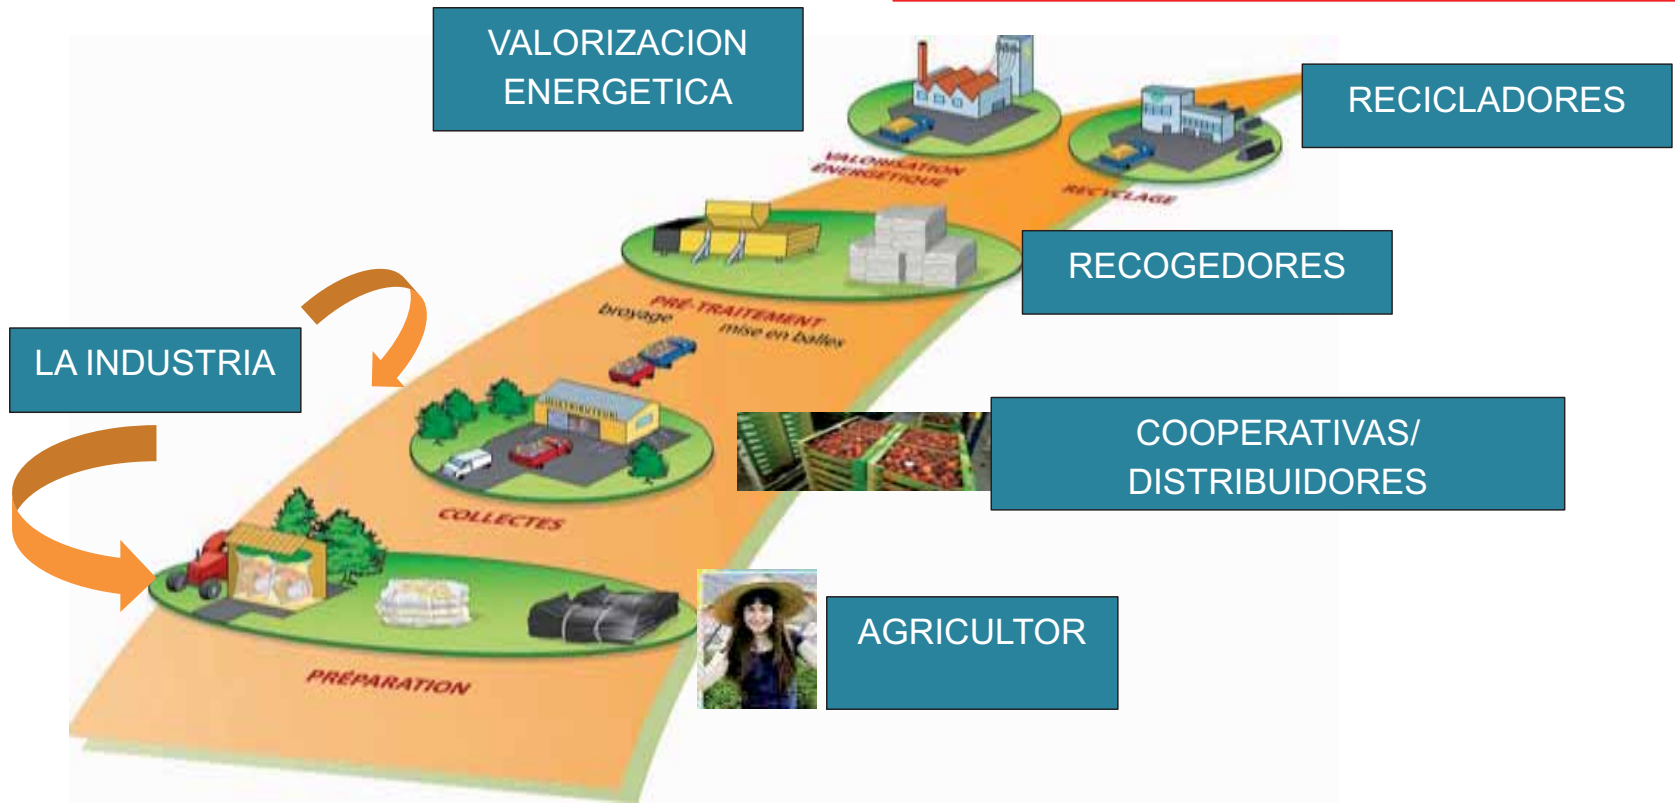 VALORIZACION
ENERGETICA
RECICLADORES
VALORISATION
ÉNERGÉTIQUE
RECYCLAGE
RECOGEDORES
PRÉ-TRAITEMENT
broyage
mise en balles
LA INDUSTRIA
DISTRIBUTEUR
COOPERATIVAS/
DISTRIBUIDORES
COLLECTES
AGRICULTOR
PRÉPARATION